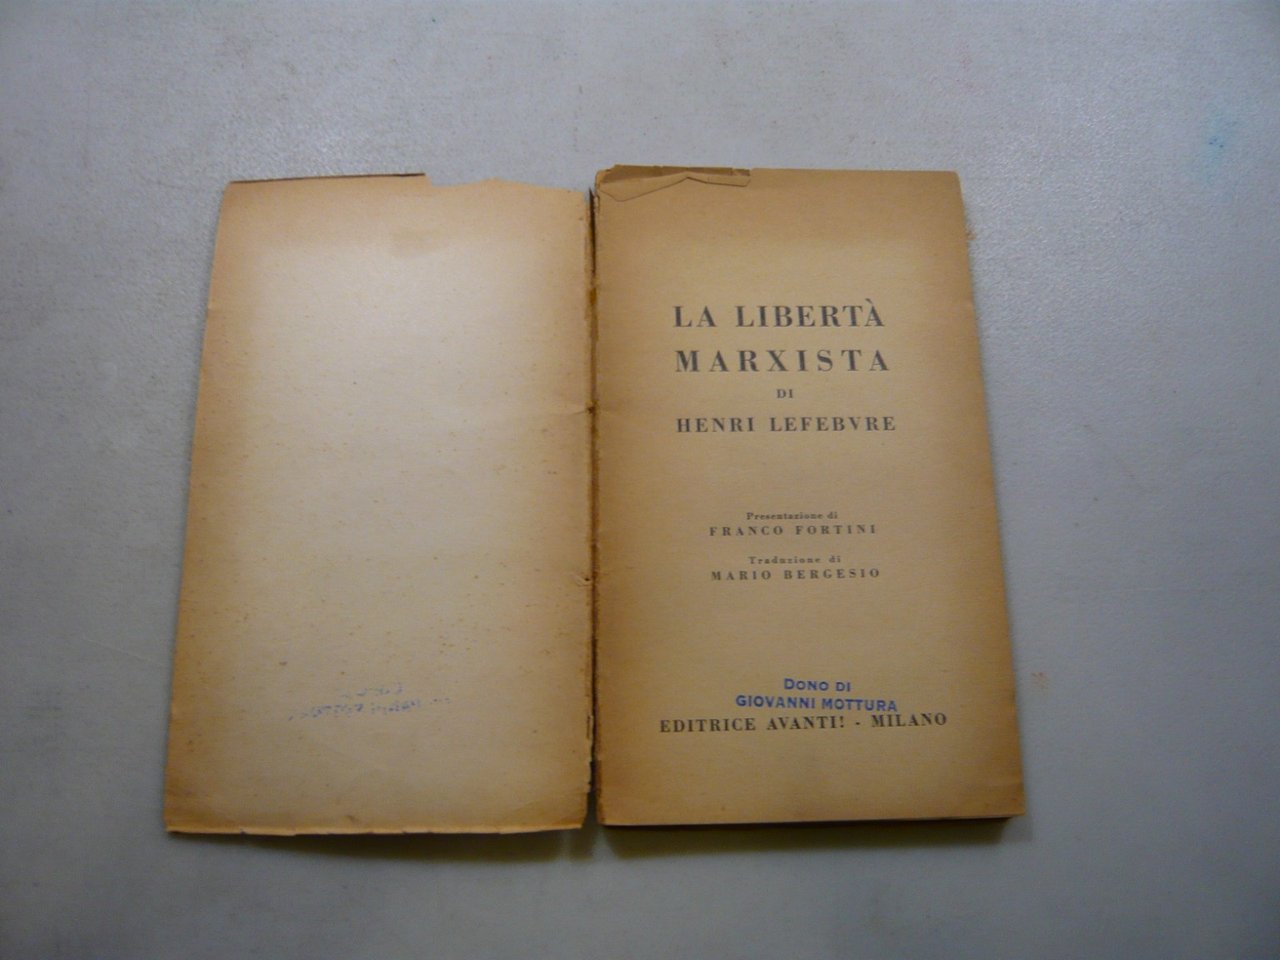 LA LIBERTÀ
MARXISTA
DI
HENRI LEFEBVRE
Presentazione di
FRANCO FORTINI
Traduzione di
MARIO BERGESIO
DONO DI
GIOVANNI MOTTURA
EDITRICE AVANTI! - MILANO